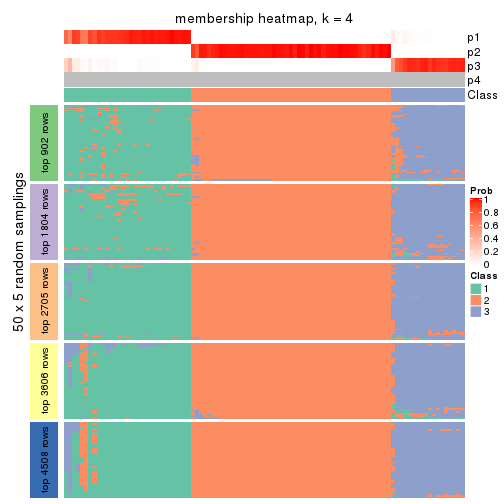 membership heatmap, k = 4
p1
p2
p3
p4
Class
50 x 5 random samplings
top 902 rows
top 1804 rows
top 2705 rows
top 3606 rows
top 4508 rows
Prob
1
0.8
0.6
0.4
0.2
0
Class
1
2
3